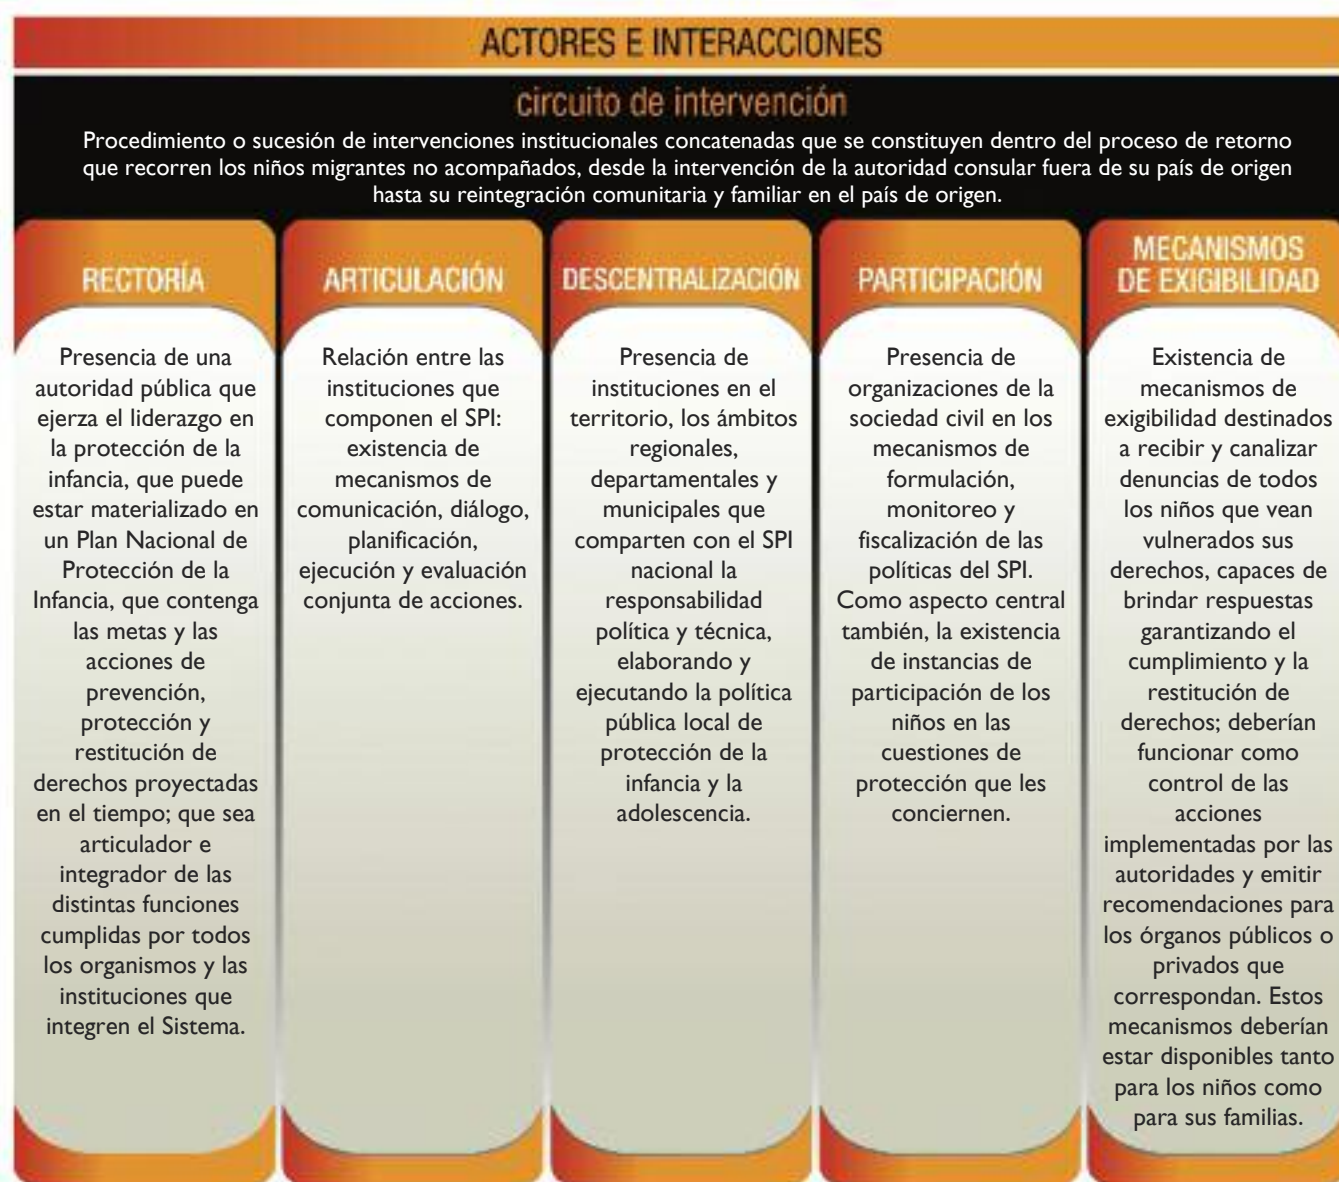 ACTORES E INTERACCIONES
circuito de intervención
Procedimiento o sucesión de intervenciones institucionales concatenadas que se constituyen dentro del proceso de retorno
que recorren los niños migrantes no acompañados, desde la intervención de la autoridad consular fuera de su país de origen
hasta su reintegración comunitaria y familiar en el país de origen.
RECTORÍA
Presencia de una
autoridad pública que
ejerza el liderazgo en
la protección de la
infancia, que puede
estar materializado en
un Plan Nacional de
Protección de la
Infancia, que contenga
las metas y las
acciones de
prevención,
protección y
restitución de
derechos proyectadas
en el tiempo; que sea
articulador e
integrador de las
distintas funciones
cumplidas por todos
los organismos y las
instituciones que
integren el Sistema.
ARTICULACIÓN
Relación entre las
instituciones que
componen el SPI:
existencia de
mecanismos de
comunicación, diálogo,
planificación,
ejecución y evaluación
conjunta de acciones.
DESCENTRALIZACIÓN
Presencia de
instituciones en el
territorio, los ámbitos
regionales,
departamentales y
municipales que
comparten con el SPI
nacional la
responsabilidad
política y técnica,
elaborando y
ejecutando la política
pública local de
protección de la
infancia y la
adolescencia.
PARTICIPACIÓN
Presencia de
organizaciones de la
sociedad civil en los
mecanismos de
formulación,
monitoreo y
fiscalización de las
políticas del SPI.
Como aspecto central
también, la existencia
de instancias de
participación de los
niños en las
cuestiones de
protección que les
conciernen.
MECANISMOS
DE EXIGIBILIDAD
Existencia de
mecanismos de
exigibilidad destinados
a recibir y canalizar
denuncias de todos
los niños que vean
vulnerados sus
derechos, capaces de
brindar respuestas
garantizando el
cumplimiento y la
restitución de
derechos; deberían
funcionar como
control de las
acciones
implementadas por las
autoridades y emitir
recomendaciones para
los órganos públicos o
privados que
correspondan. Estos
mecanismos deberían
estar disponibles tanto
para los niños como
para sus familias.